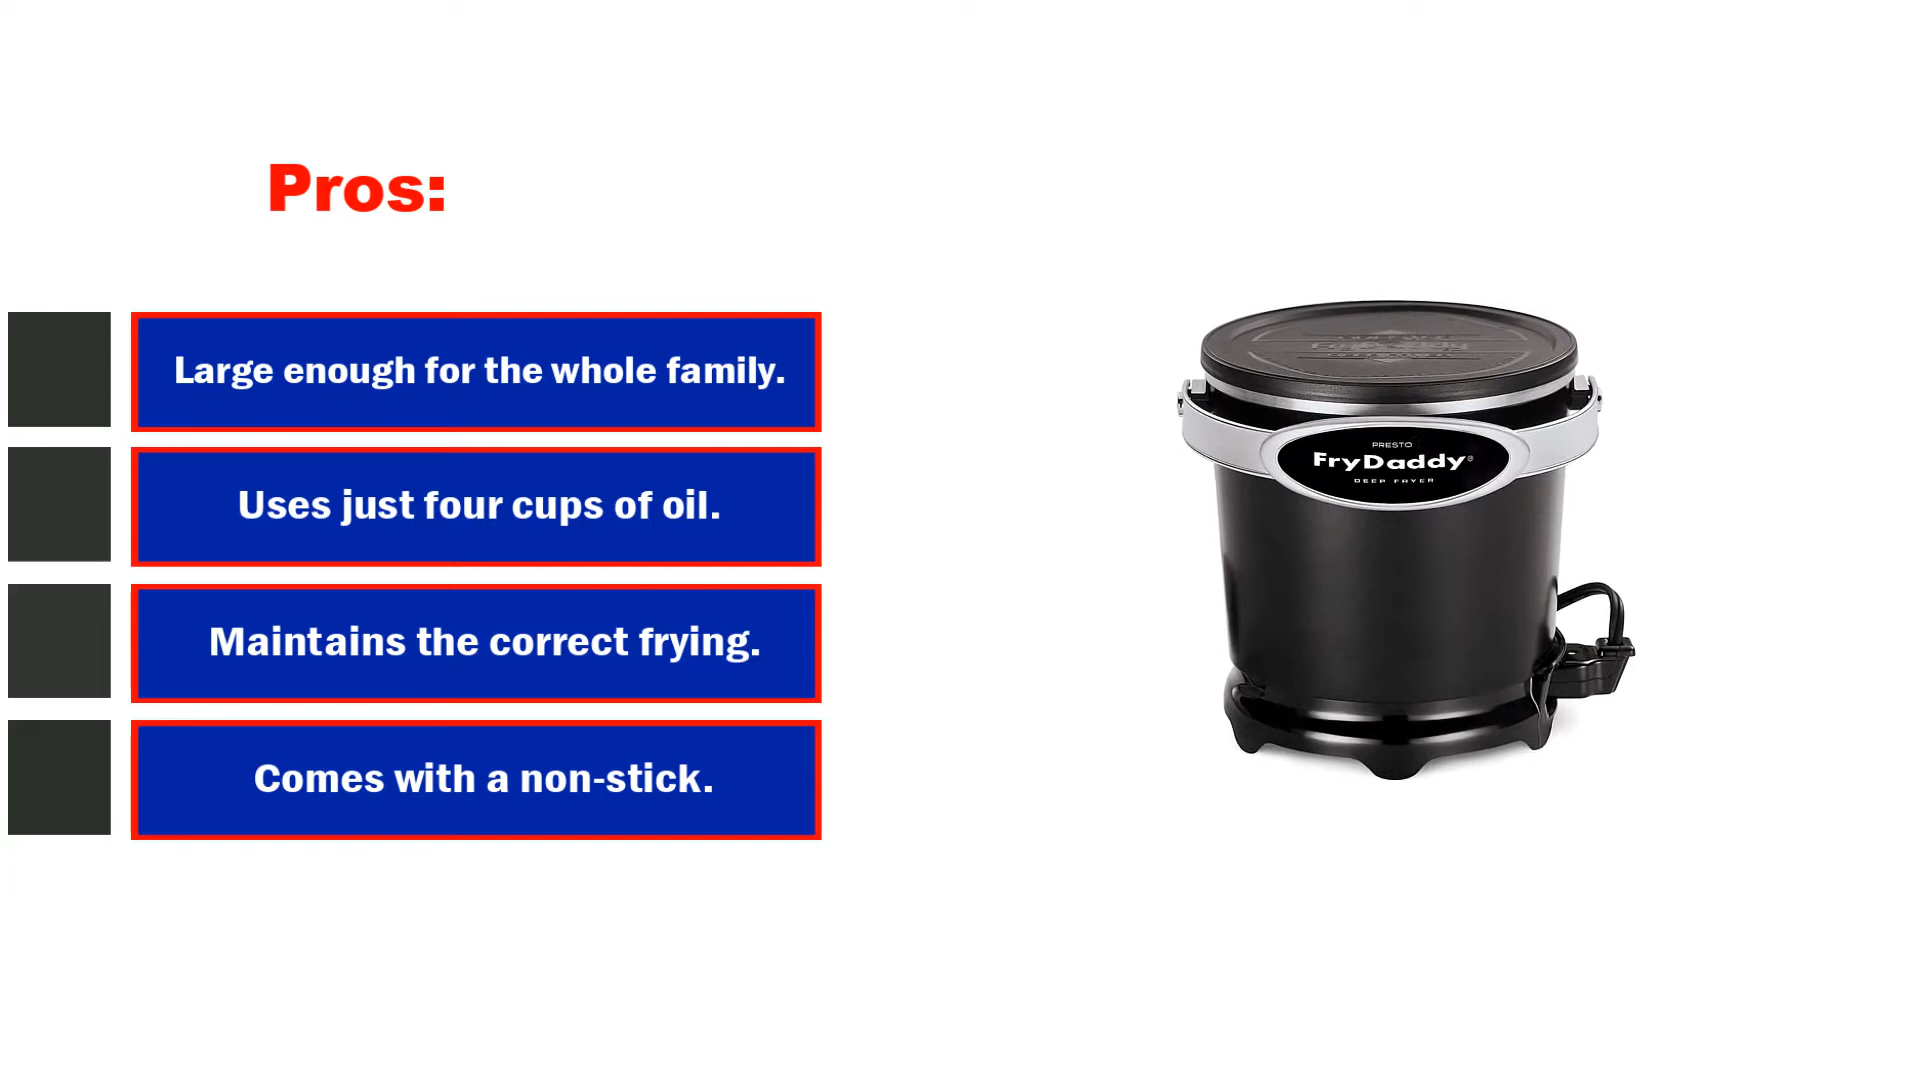 Pros:
Large enough for the whole family.
Uses just four cups of oil.
Maintains the correct frying.
Comes with a non-stick.
PRESTO
FryDaddy®
DEEP FRYER